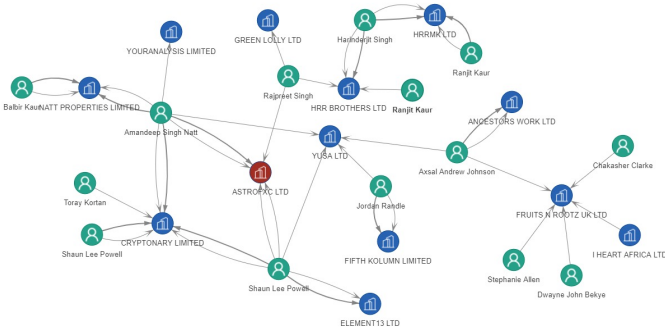 Harinderjit Singh
HRRMK LTD
GREEN LOLLY LTD
YOURANALYSIS LIMITED
Ranjit Kaur
Rajpreet Singh
Balbir Kaur
NATT PROPERTIES LIMITED
HRR BROTHERS LTD
Ranjit Kaur
ANCESTORS WORK LTD
Amandeep Singh Natt
YUSA LTD
Axsal Andrew Johnson
Chakasher Clarke
ASTROFXC LTD
Toray Kortan
Jordan Randle
FRUITS N ROOTZ UK LTD
Shaun Lee Powell
CRYPTONARY LIMITED
FIFTH KOLUMN LIMITED
I HEART AFRICA LTD
Shaun Lee Powell
Stephanie Allen
Dwayne John Bekye
ELEMENT13 LTD